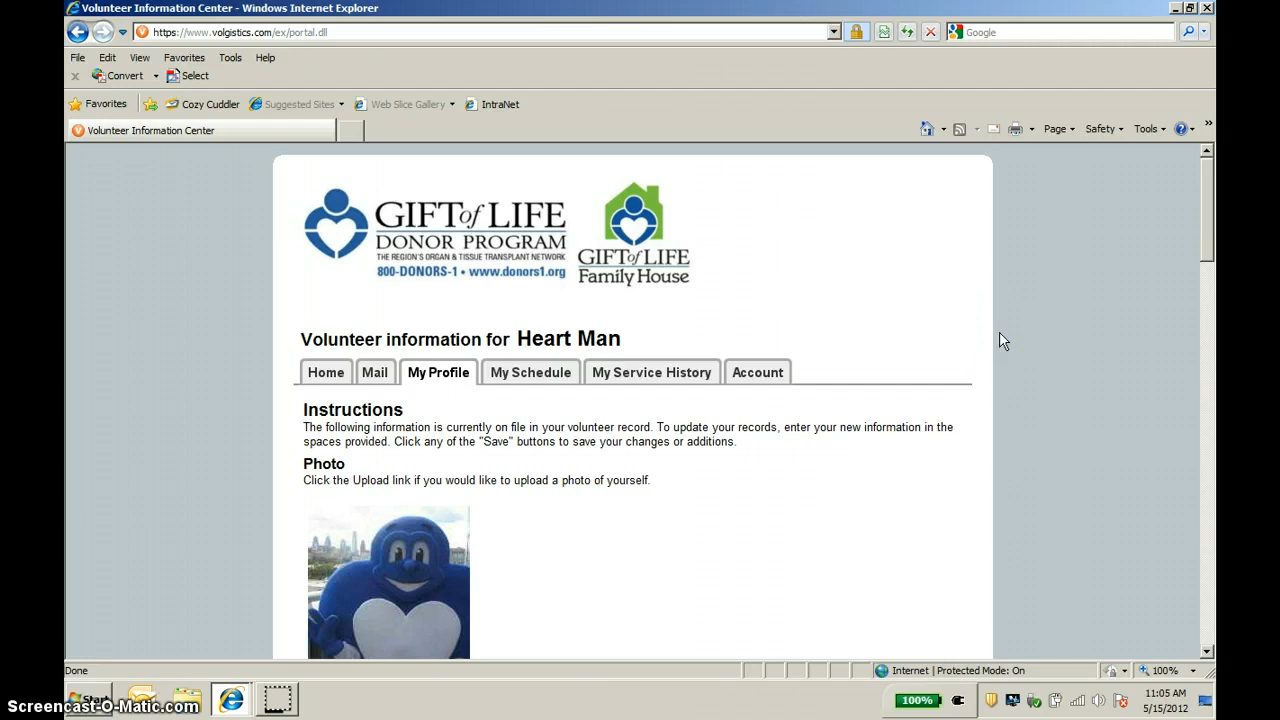 Volunteer Information Center - Windows Internet Explorer
https://www.volgistics.com/ex/portal.dll
Google
File Edit View Favorites Tools Help
Convert Select
Favorites Cozy Cuddler Suggested Sites Web Slice Gallery IntraNet
Volunteer Information Center
Page Safety Tools
GIFT of LIFE
DONOR PROGRAM
THE REGION'S ORGAN & TISSUE TRANSPLANT NETWORK
800-DONORS-1 • www.donors1.org
GIFT of LIFE
Family House
Volunteer information for Heart Man
Home Mail My Profile My Schedule My Service History Account
Instructions
The following information is currently on file in your volunteer record. To update your records, enter your new information in the
spaces provided. Click any of the "Save" buttons to save your changes or additions.
Photo
Click the Upload link if you would like to upload a photo of yourself.
Done
Internet | Protected Mode: On
100%
Start
100%
11:05 AM
5/15/2012
Screencast-O-Matic.com